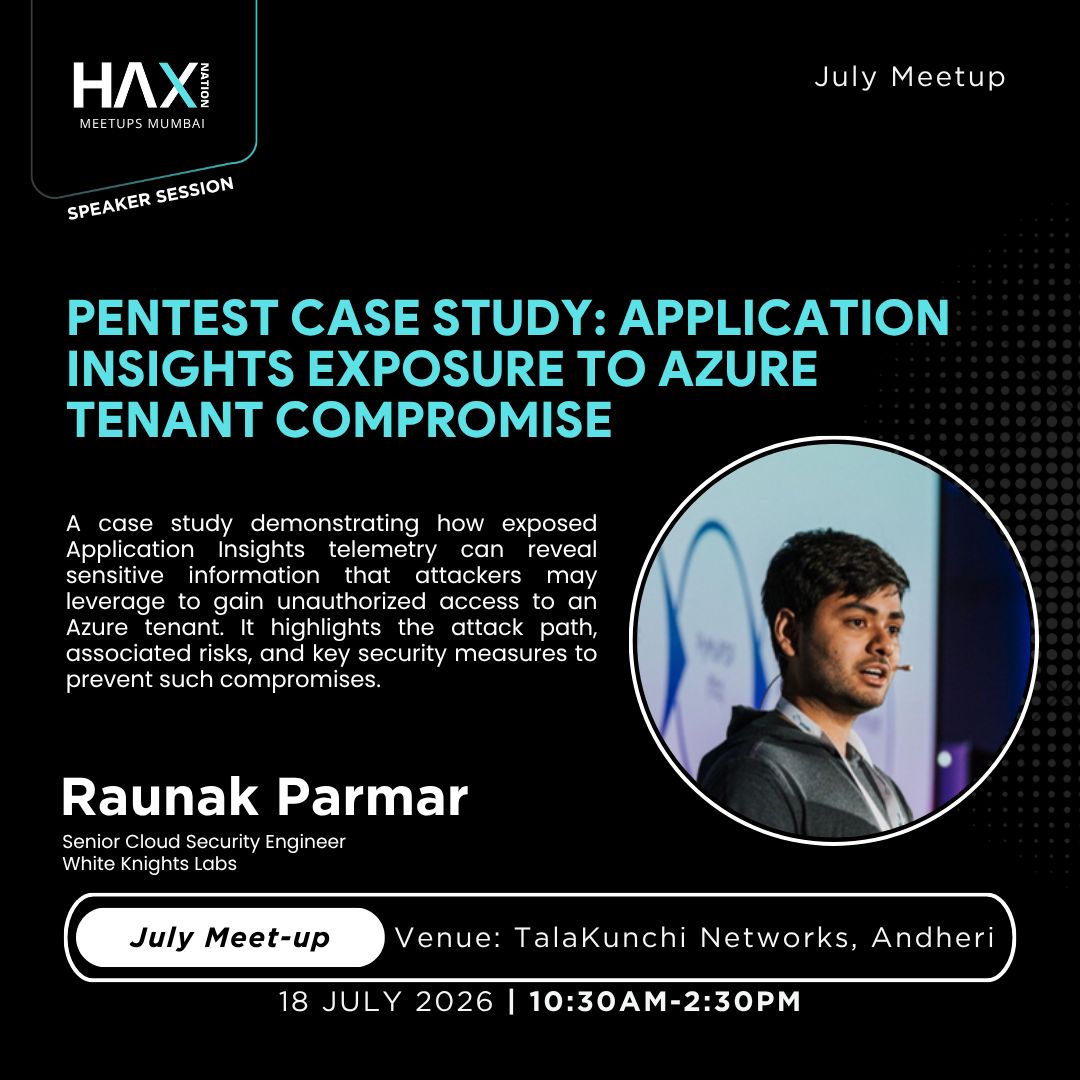 HAX NATION
MEETUPS MUMBAI
July Meetup
SPEAKER SESSION
PENTEST CASE STUDY: APPLICATION
INSIGHTS EXPOSURE TO AZURE
TENANT COMPROMISE
A case study demonstrating how exposed
Application Insights telemetry can reveal
sensitive information that attackers may
leverage to gain unauthorized access to an
Azure tenant. It highlights the attack path,
associated risks, and key security measures to
prevent such compromises.
Raunak Parmar
Senior Cloud Security Engineer
White Knights Labs
July Meet-up
Venue: TalaKunchi Networks, Andheri
18 JULY 2026 | 10:30AM-2:30PM